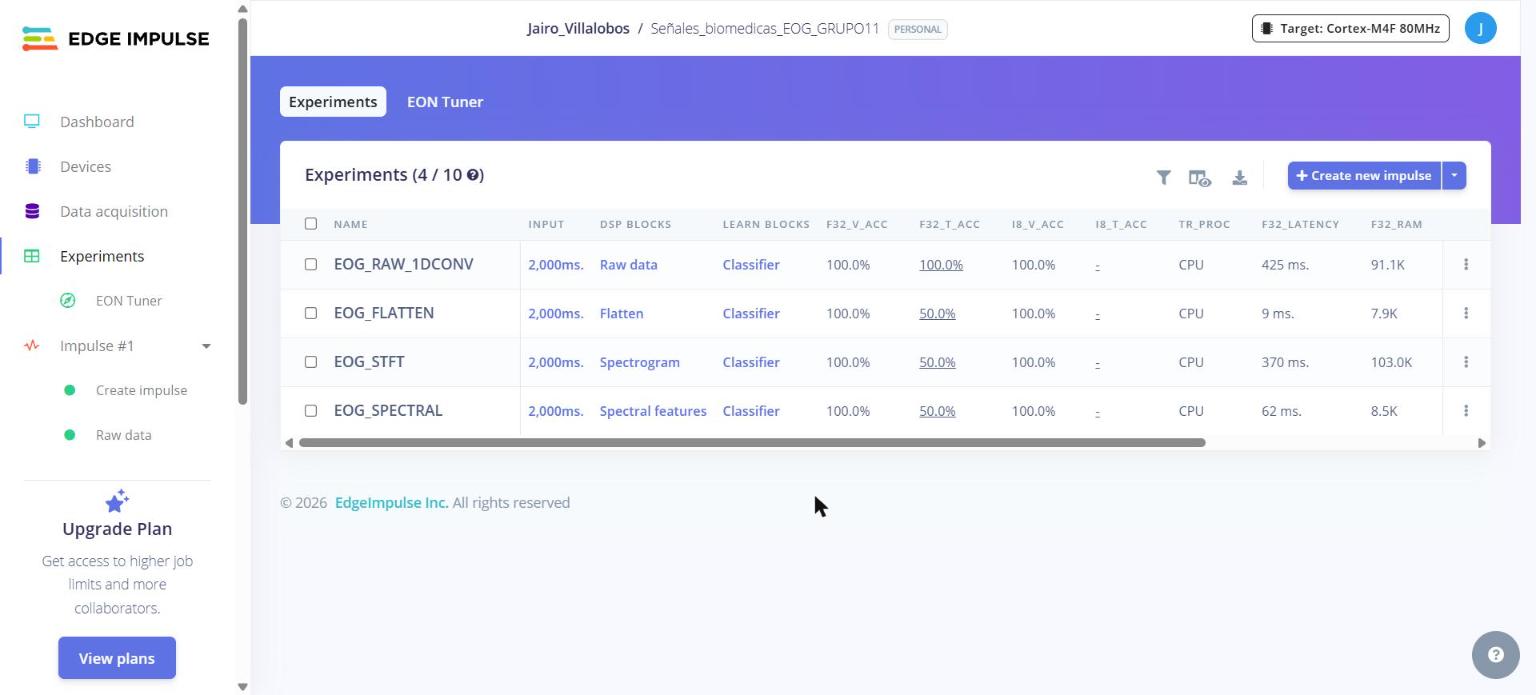 EDGE IMPULSE
Dashboard
Devices
Data acquisition
Experiments
EON Tuner
Impulse #1
Create impulse
Raw data
Upgrade Plan
Get access to higher job
limits and more
collaborators.
View plans
Jairo_Villalobos / Señales_biomedicas_EOG_GRUPO11 PERSONAL
Target: Cortex-M4F 80MHz
J
Experiments EON Tuner
Experiments (4 / 10 ?)
+ Create new impulse
NAME INPUT DSP BLOCKS LEARN BLOCKS F32_V_ACC F32_T_ACC I8_V_ACC I8_T_ACC TR_PROC F32_LATENCY F32_RAM
EOG_RAW_1DCONV 2,000ms. Raw data Classifier 100.0% 100.0% 100.0% - CPU 425 ms. 91.1K
EOG_FLATTEN 2,000ms. Flatten Classifier 100.0% 50.0% 100.0% - CPU 9 ms. 7.9K
EOG_STFT 2,000ms. Spectrogram Classifier 100.0% 50.0% 100.0% - CPU 370 ms. 103.0K
EOG_SPECTRAL 2,000ms. Spectral features Classifier 100.0% 50.0% 100.0% - CPU 62 ms. 8.5K
© 2026 EdgeImpulse Inc. All rights reserved
?